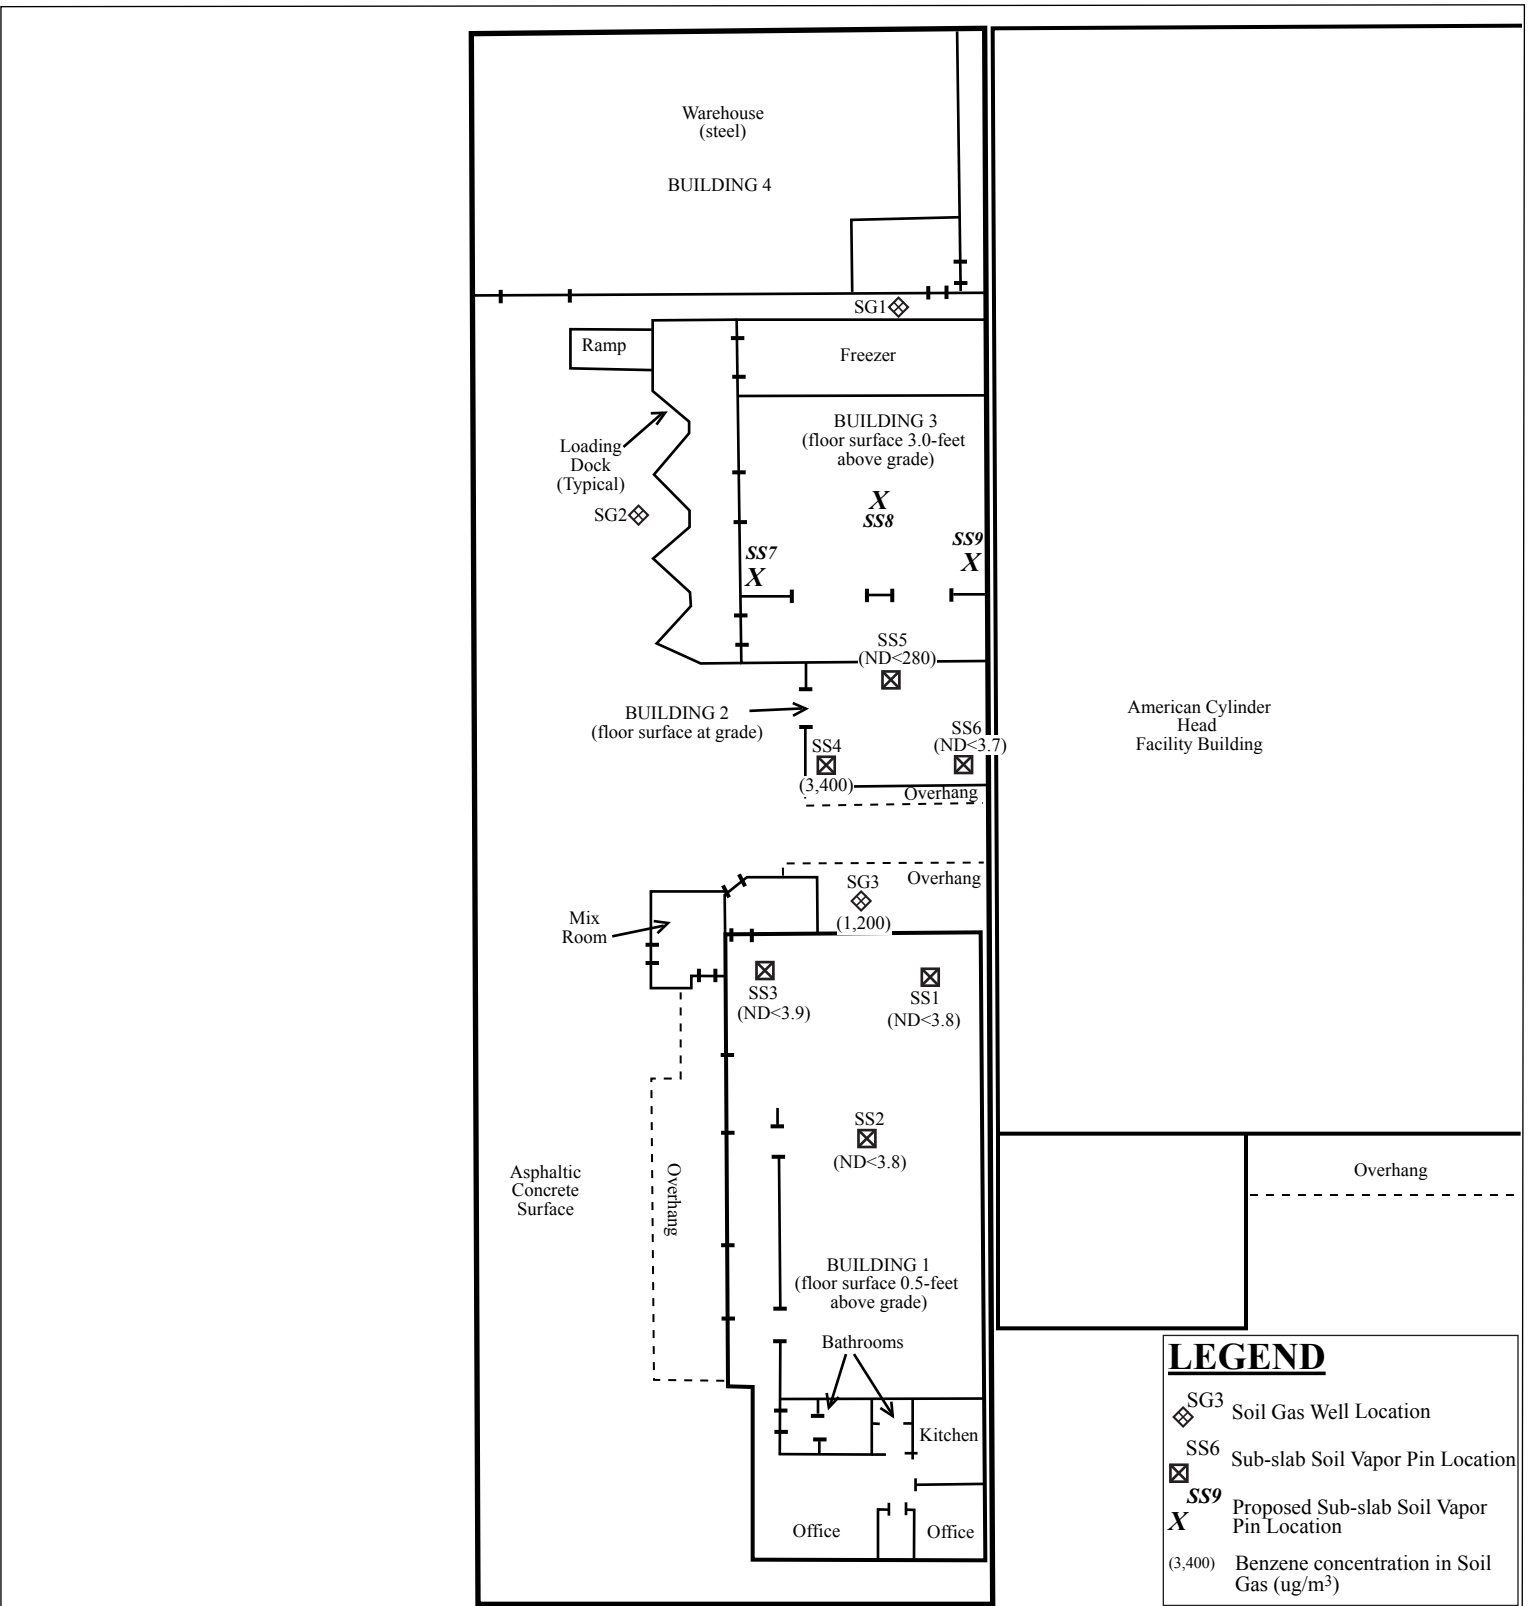 Warehouse
(steel)
BUILDING 4
SG1
Ramp
Freezer
BUILDING 3
(floor surface 3.0-feet
above grade)
Loading
Dock
(Typical)
SG2
X
SS8
SS7
X
SS9
X
SS5
(ND<280)
BUILDING 2
(floor surface at grade)
SS4
(3,400)
SS6
(ND<3.7)
Overhang
American Cylinder
Head
Facility Building
Overhang
SG3
(1,200)
Mix
Room
SS3
(ND<3.9)
SS1
(ND<3.8)
SS2
(ND<3.8)
Asphaltic
Concrete
Surface
Overhang
Overhang
BUILDING 1
(floor surface 0.5-feet
above grade)
Bathrooms
Kitchen
Office
Office
LEGEND
SG3 Soil Gas Well Location
SS6 Sub-slab Soil Vapor Pin Location
SS9
X Proposed Sub-slab Soil Vapor
Pin Location
(3,400) Benzene concentration in Soil
Gas (ug/m³)